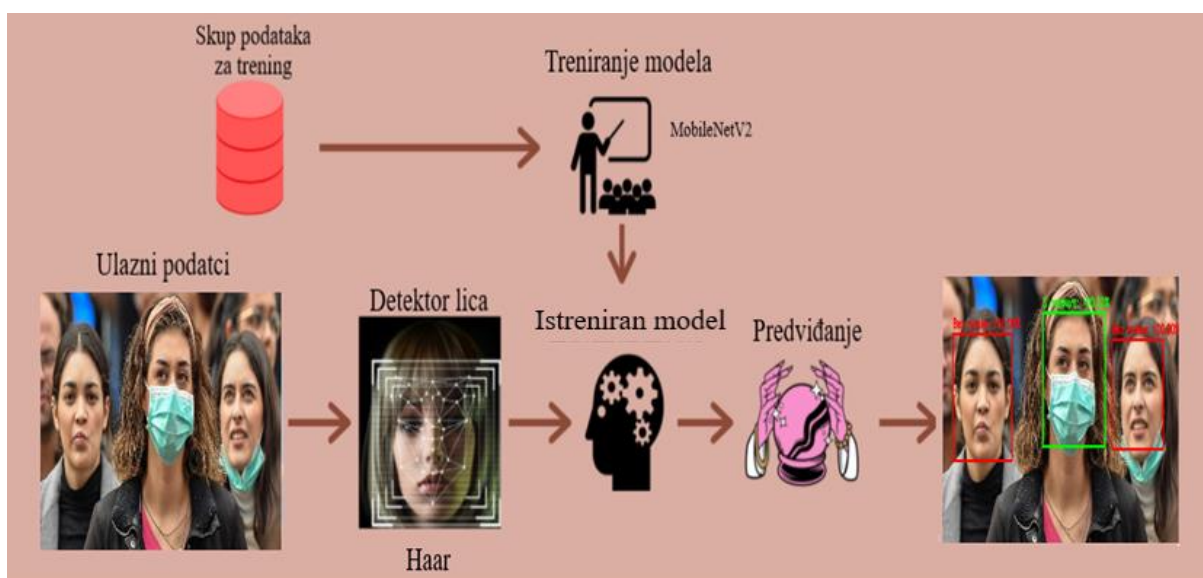 Skup podataka
za trening
Treniranje modela
MobileNetV2
Ulazni podatci
Detektor lica
Istreniran model
Predviđanje
Haar